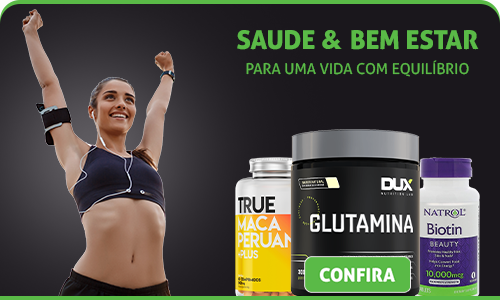 SAUDE & BEM ESTAR
PARA UMA VIDA COM EQUILÍBRIO
TRUE
MACA
PERUAN
+PLUS
DUX
GLUTAMINA
NATROL
Biotin
BEAUTY
10,000mcg
CONFIRA